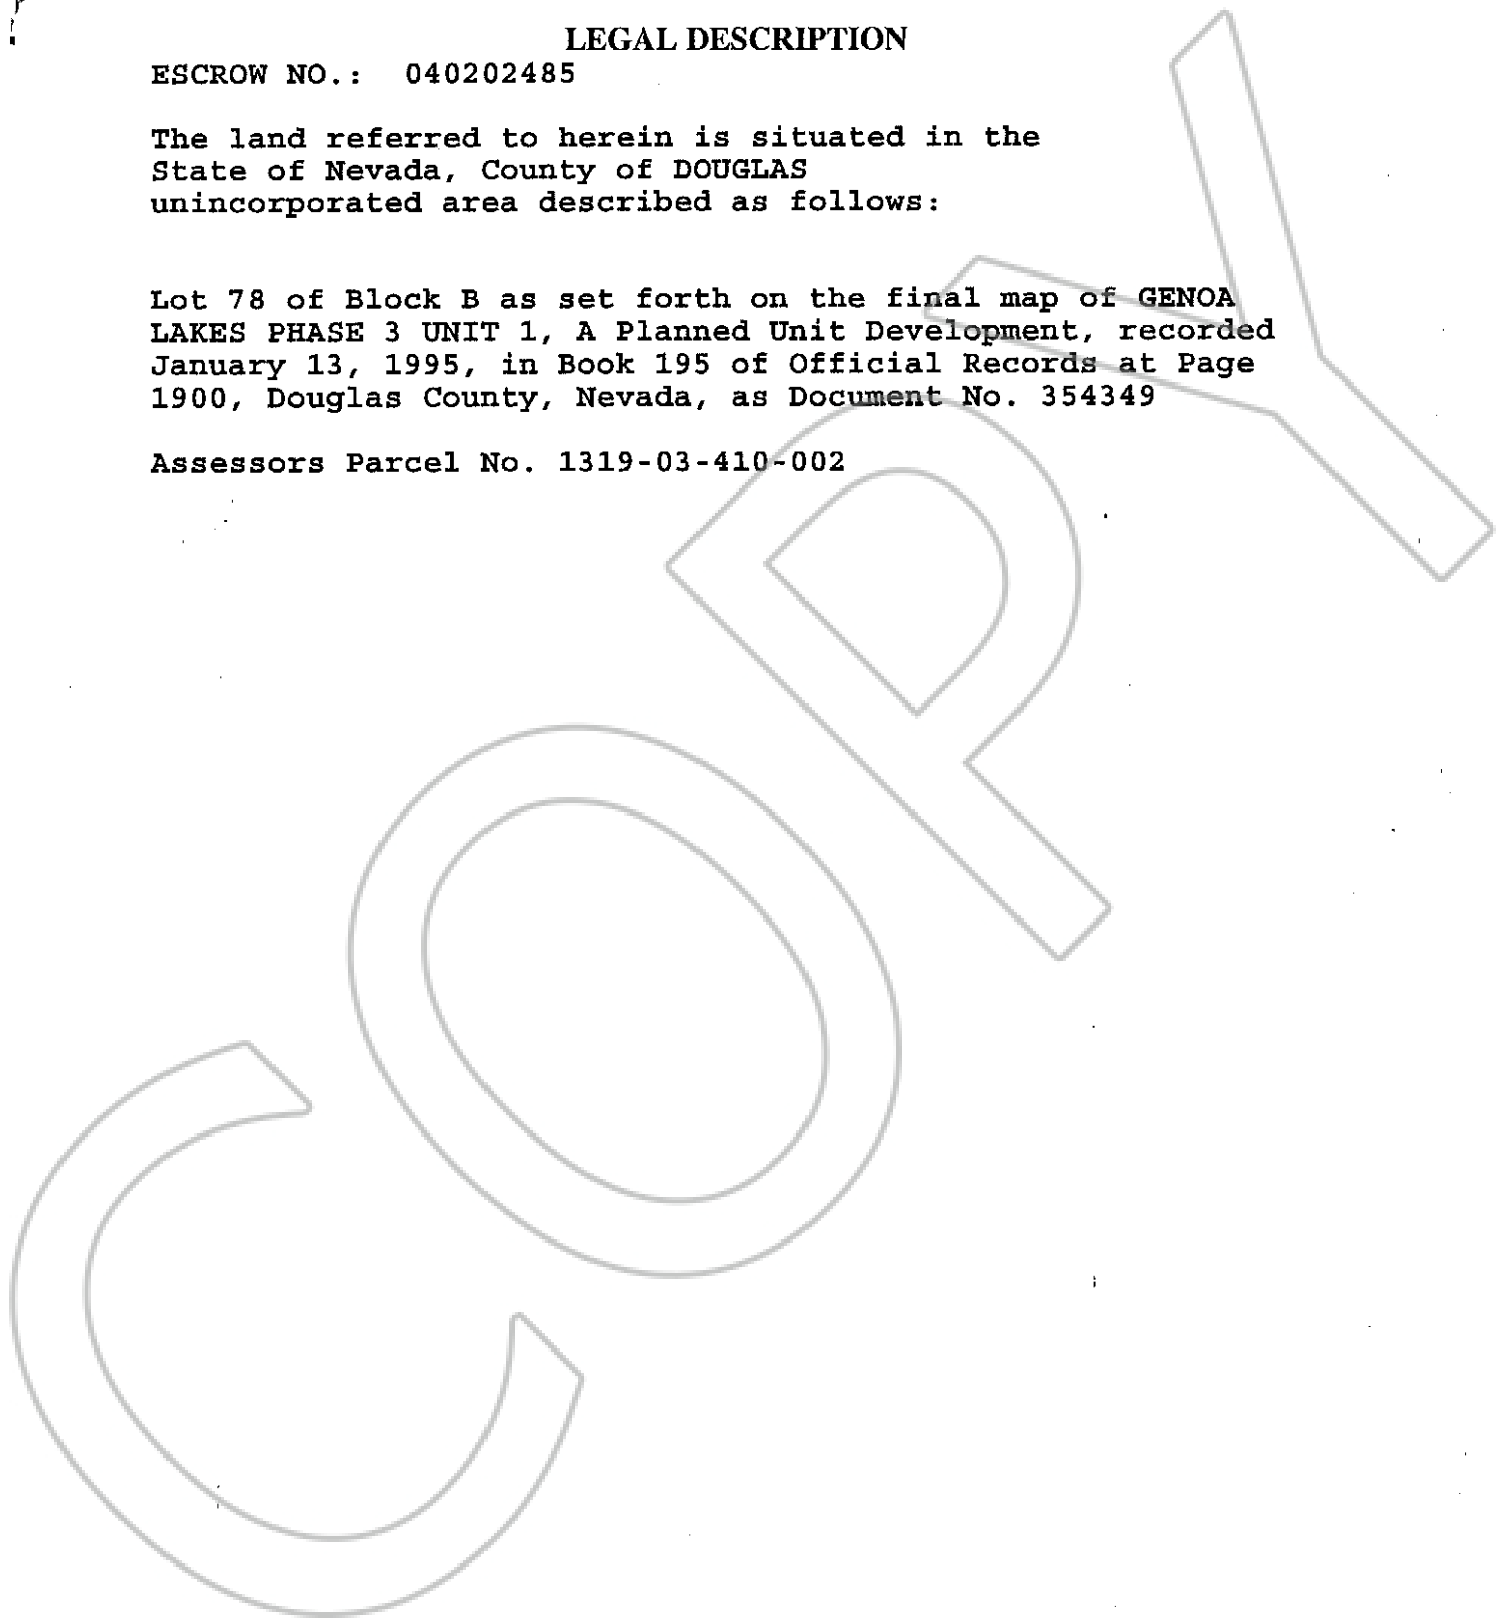 LEGAL DESCRIPTION
ESCROW NO.: 040202485
The land referred to herein is situated in the
State of Nevada, County of DOUGLAS
unincorporated area described as follows:
Lot 78 of Block B as set forth on the final map of GENOA
LAKES PHASE 3 UNIT 1, A Planned Unit Development, recorded
January 13, 1995, in Book 195 of Official Records at Page
1900, Douglas County, Nevada, as Document No. 354349
Assessors Parcel No. 1319-03-410-002
COPY